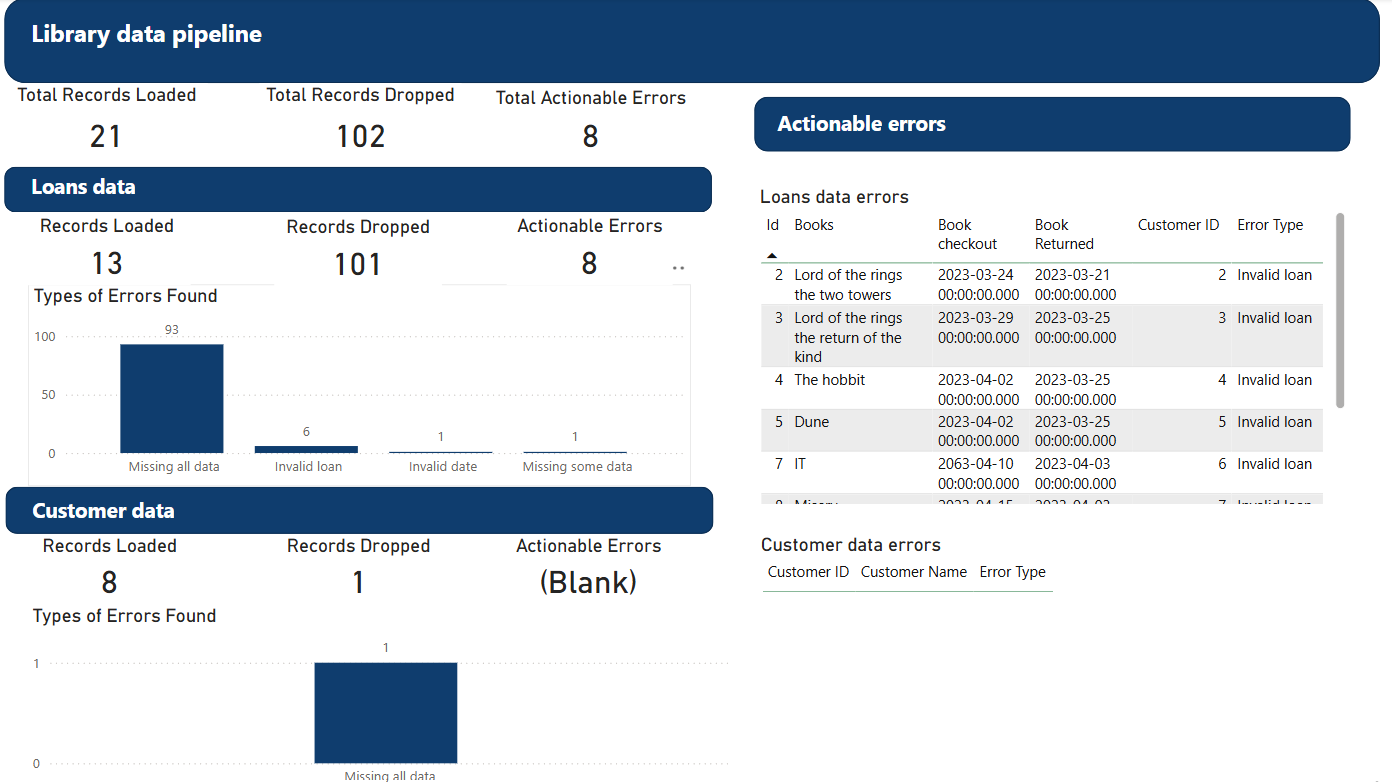 Library data pipeline
Total Records Loaded
Total Records Dropped
Total Actionable Errors
21
102
8
Loans data
Records Loaded
Records Dropped
Actionable Errors
13
101
8
Types of Errors Found
100
50
0
93
6
1
1
Missing all data
Invalid loan
Invalid date
Missing some data
Customer data
Records Loaded
Records Dropped
Actionable Errors
8
1
(Blank)
Types of Errors Found
1
0
1
Missing all data
Actionable errors
Loans data errors
Id Books Book Book Customer ID Error Type
checkout Returned
2 Lord of the rings 2023-03-24 2023-03-21 2 Invalid loan
the two towers 00:00:00.000 00:00:00.000
3 Lord of the rings 2023-03-29 2023-03-25 3 Invalid loan
the return of the 00:00:00.000 00:00:00.000
kind
4 The hobbit 2023-04-02 2023-03-25 4 Invalid loan
00:00:00.000 00:00:00.000
5 Dune 2023-04-02 2023-03-25 5 Invalid loan
00:00:00.000 00:00:00.000
7 IT 2063-04-10 2023-04-03 6 Invalid loan
00:00:00.000 00:00:00.000
Customer data errors
Customer ID Customer Name Error Type